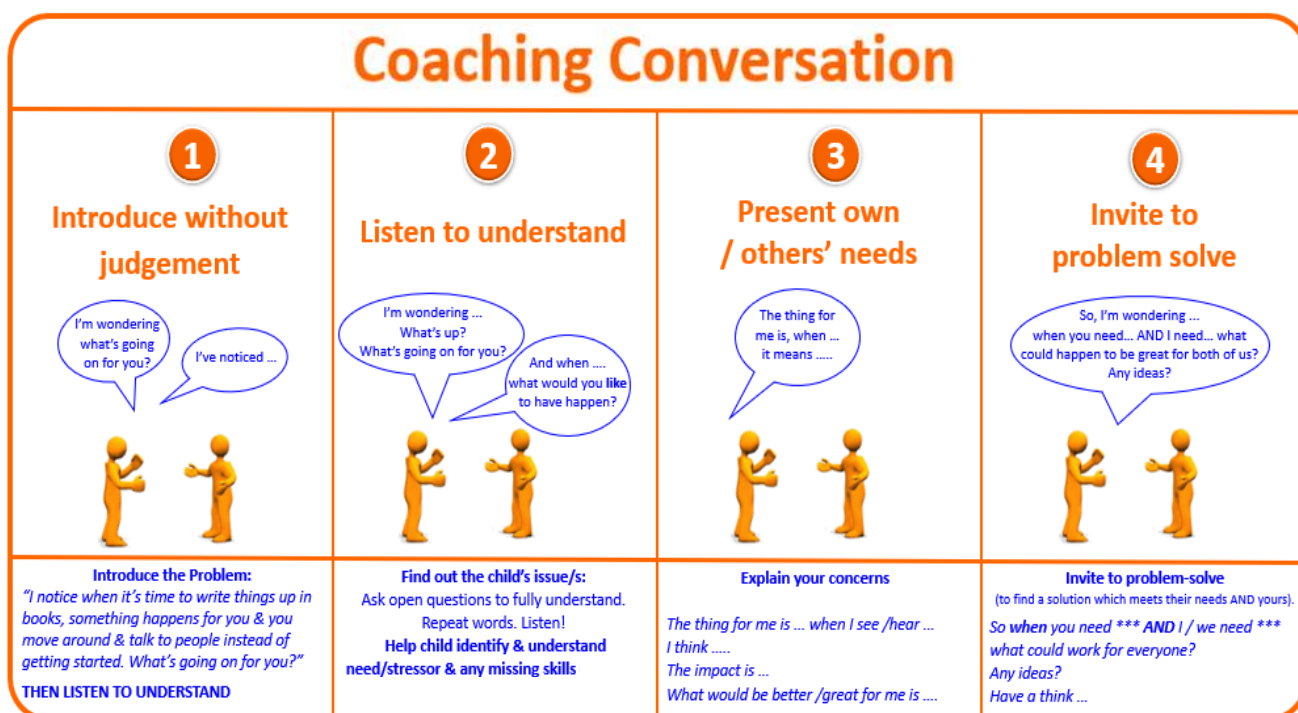 Coaching Conversation
1
Introduce without
judgement
I'm wondering
what's going
on for you?
I've noticed ...
Introduce the Problem:
"I notice when it's time to write things up in
books, something happens for you & you
move around & talk to people instead of
getting started. What's going on for you?"
THEN LISTEN TO UNDERSTAND
2
Listen to understand
I'm wondering ...
What's up?
What's going on for you?
And when ....
what would you like
to have happen?
Find out the child's issue/s:
Ask open questions to fully understand.
Repeat words. Listen!
Help child identify & understand
need/stressor & any missing skills
3
Present own
/ others' needs
The thing for
me is, when ...
it means .....
Explain your concerns
The thing for me is ... when I see /hear ...
I think .....
The impact is ...
What would be better /great for me is ....
4
Invite to
problem solve
So, I'm wondering ...
when you need... AND I need... what
could happen to be great for both of us?
Any ideas?
Invite to problem-solve
(to find a solution which meets their needs AND yours).
So when you need *** AND I / we need ***
what could work for everyone?
Any ideas?
Have a think ...